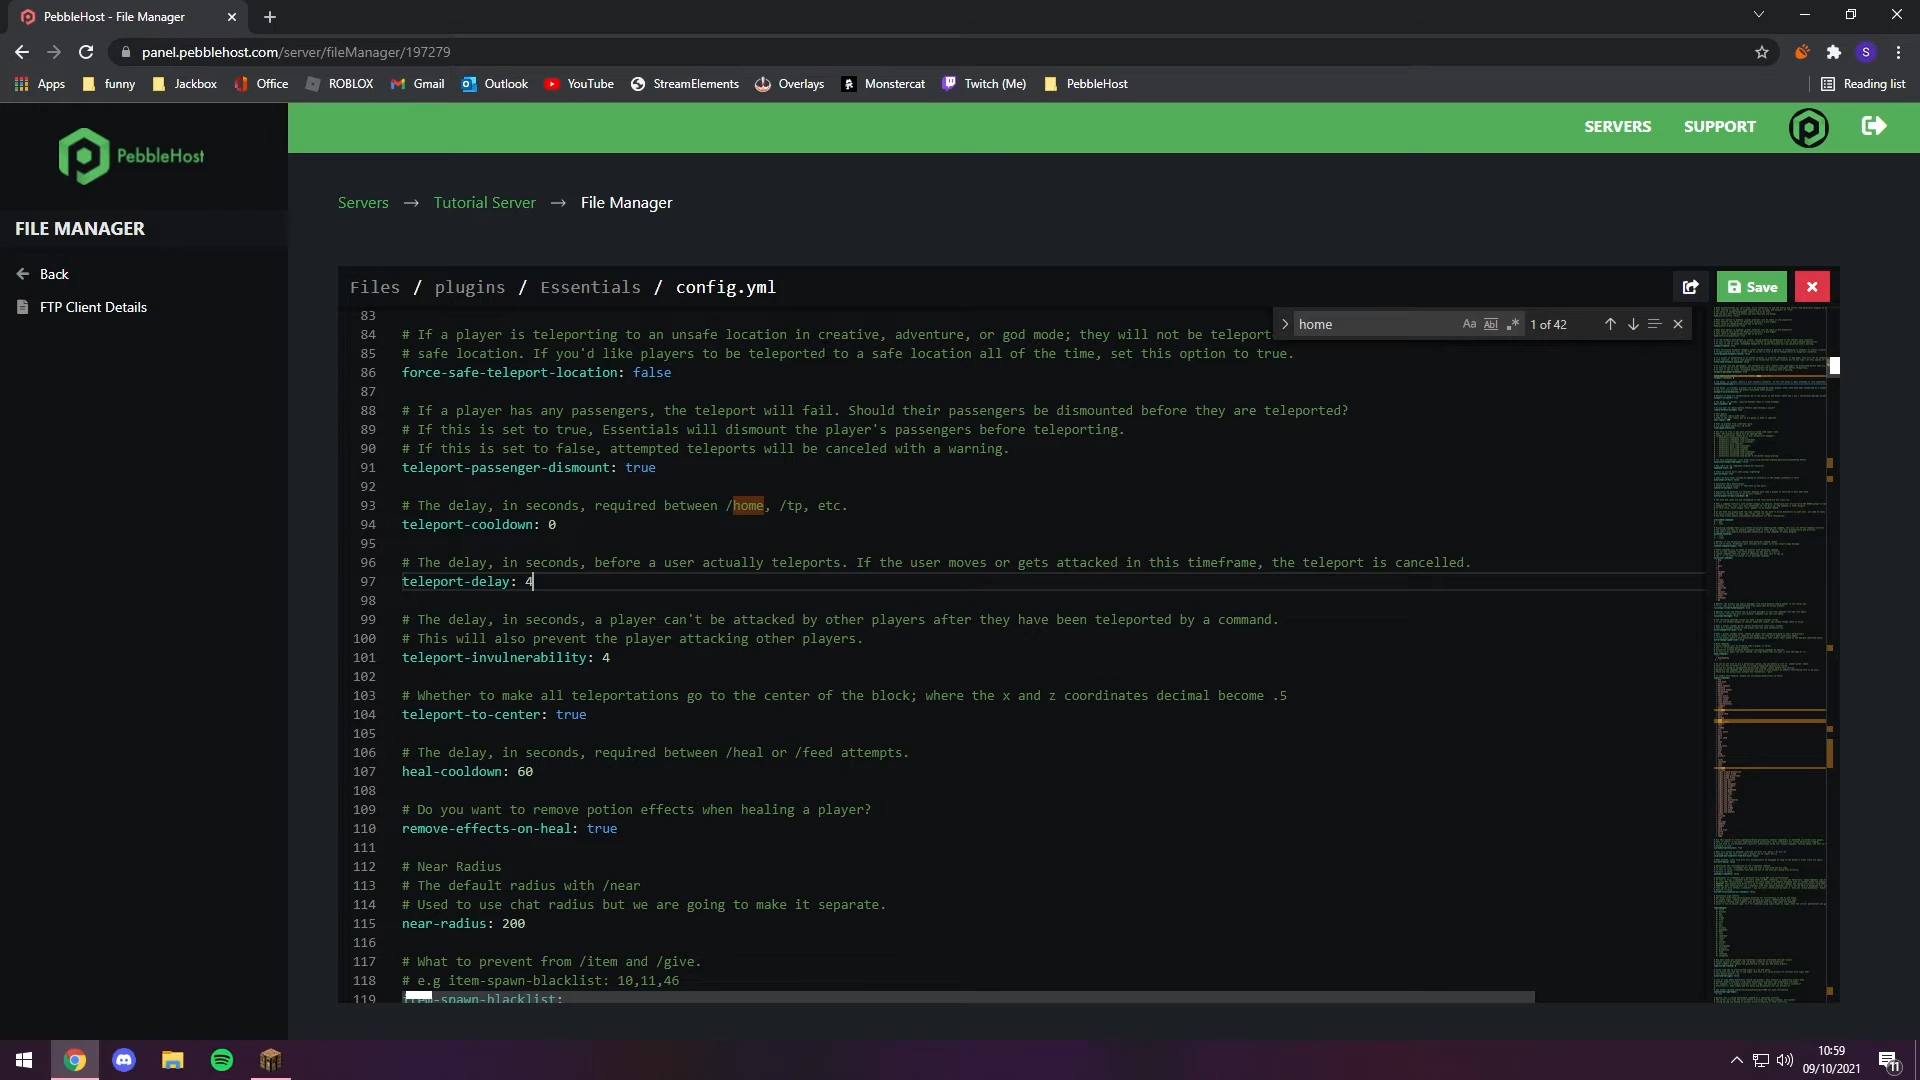 PebbleHost - File Manager
panel.pebblehost.com/server/fileManager/197279
S
Apps
funny
Jackbox
Office
ROBLOX
Gmail
Outlook
YouTube
StreamElements
Overlays
Monstercat
Twitch (Me)
PebbleHost
Reading list
PebbleHost
SERVERS
SUPPORT
FILE MANAGER
Back
FTP Client Details
Servers → Tutorial Server → File Manager
Files / plugins / Essentials / config.yml
Save
home
Aa
Abl
1 of 42
83
84 # If a player is teleporting to an unsafe location in creative, adventure, or god mode; they will not be teleport
85 # safe location. If you'd like players to be teleported to a safe location all of the time, set this option to true.
86 force-safe-teleport-location: false
87
88 # If a player has any passengers, the teleport will fail. Should their passengers be dismounted before they are teleported?
89 # If this is set to true, Essentials will dismount the player's passengers before teleporting.
90 # If this is set to false, attempted teleports will be canceled with a warning.
91 teleport-passenger-dismount: true
92
93 # The delay, in seconds, required between /home, /tp, etc.
94 teleport-cooldown: 0
95
96 # The delay, in seconds, before a user actually teleports. If the user moves or gets attacked in this timeframe, the teleport is cancelled.
97 teleport-delay: 4
98
99 # The delay, in seconds, a player can't be attacked by other players after they have been teleported by a command.
100 # This will also prevent the player attacking other players.
101 teleport-invulnerability: 4
102
103 # Whether to make all teleportations go to the center of the block; where the x and z coordinates decimal become .5
104 teleport-to-center: true
105
106 # The delay, in seconds, required between /heal or /feed attempts.
107 heal-cooldown: 60
108
109 # Do you want to remove potion effects when healing a player?
110 remove-effects-on-heal: true
111
112 # Near Radius
113 # The default radius with /near
114 # Used to use chat radius but we are going to make it separate.
115 near-radius: 200
116
117 # What to prevent from /item and /give.
118 # e.g item-spawn-blacklist: 10,11,46
119 item-spawn-blacklist:
10:59
09/10/2021
11